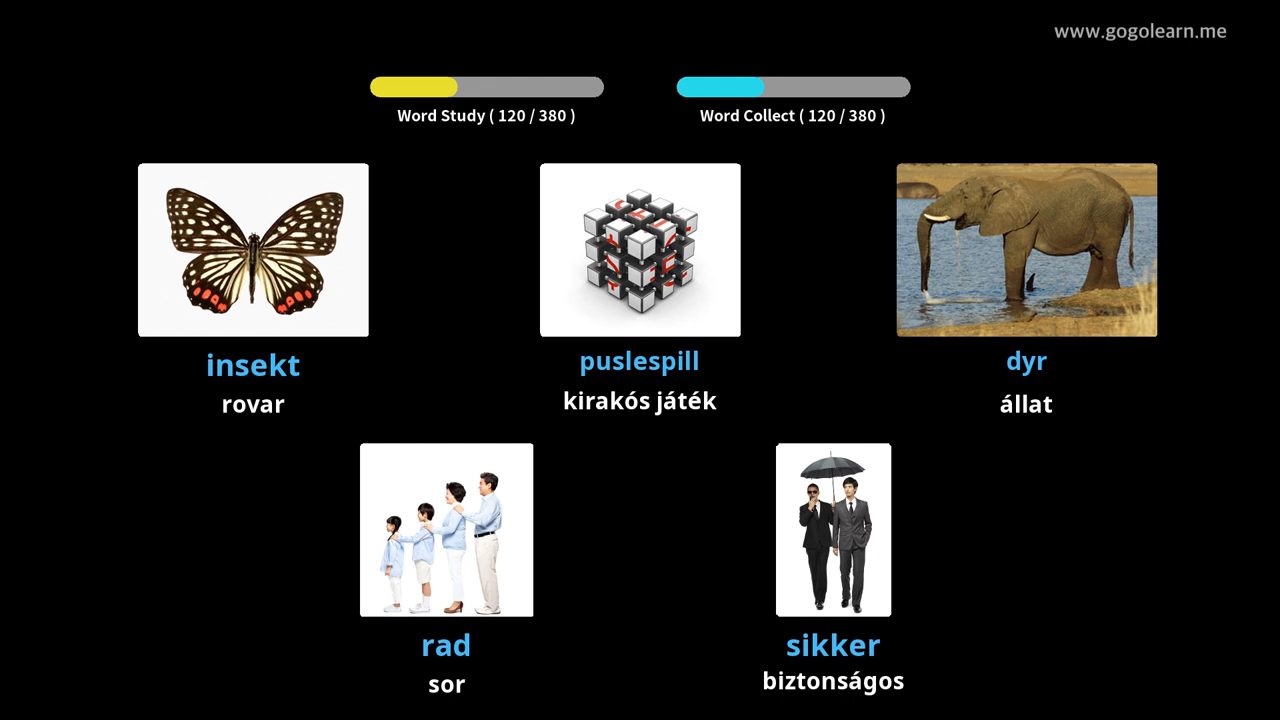 www.gogolearn.me
Word Study ( 120 / 380 )
Word Collect ( 120 / 380 )
insekt
rovar
puslespill
kirakós játék
dyr
állat
rad
sor
sikker
biztonságos